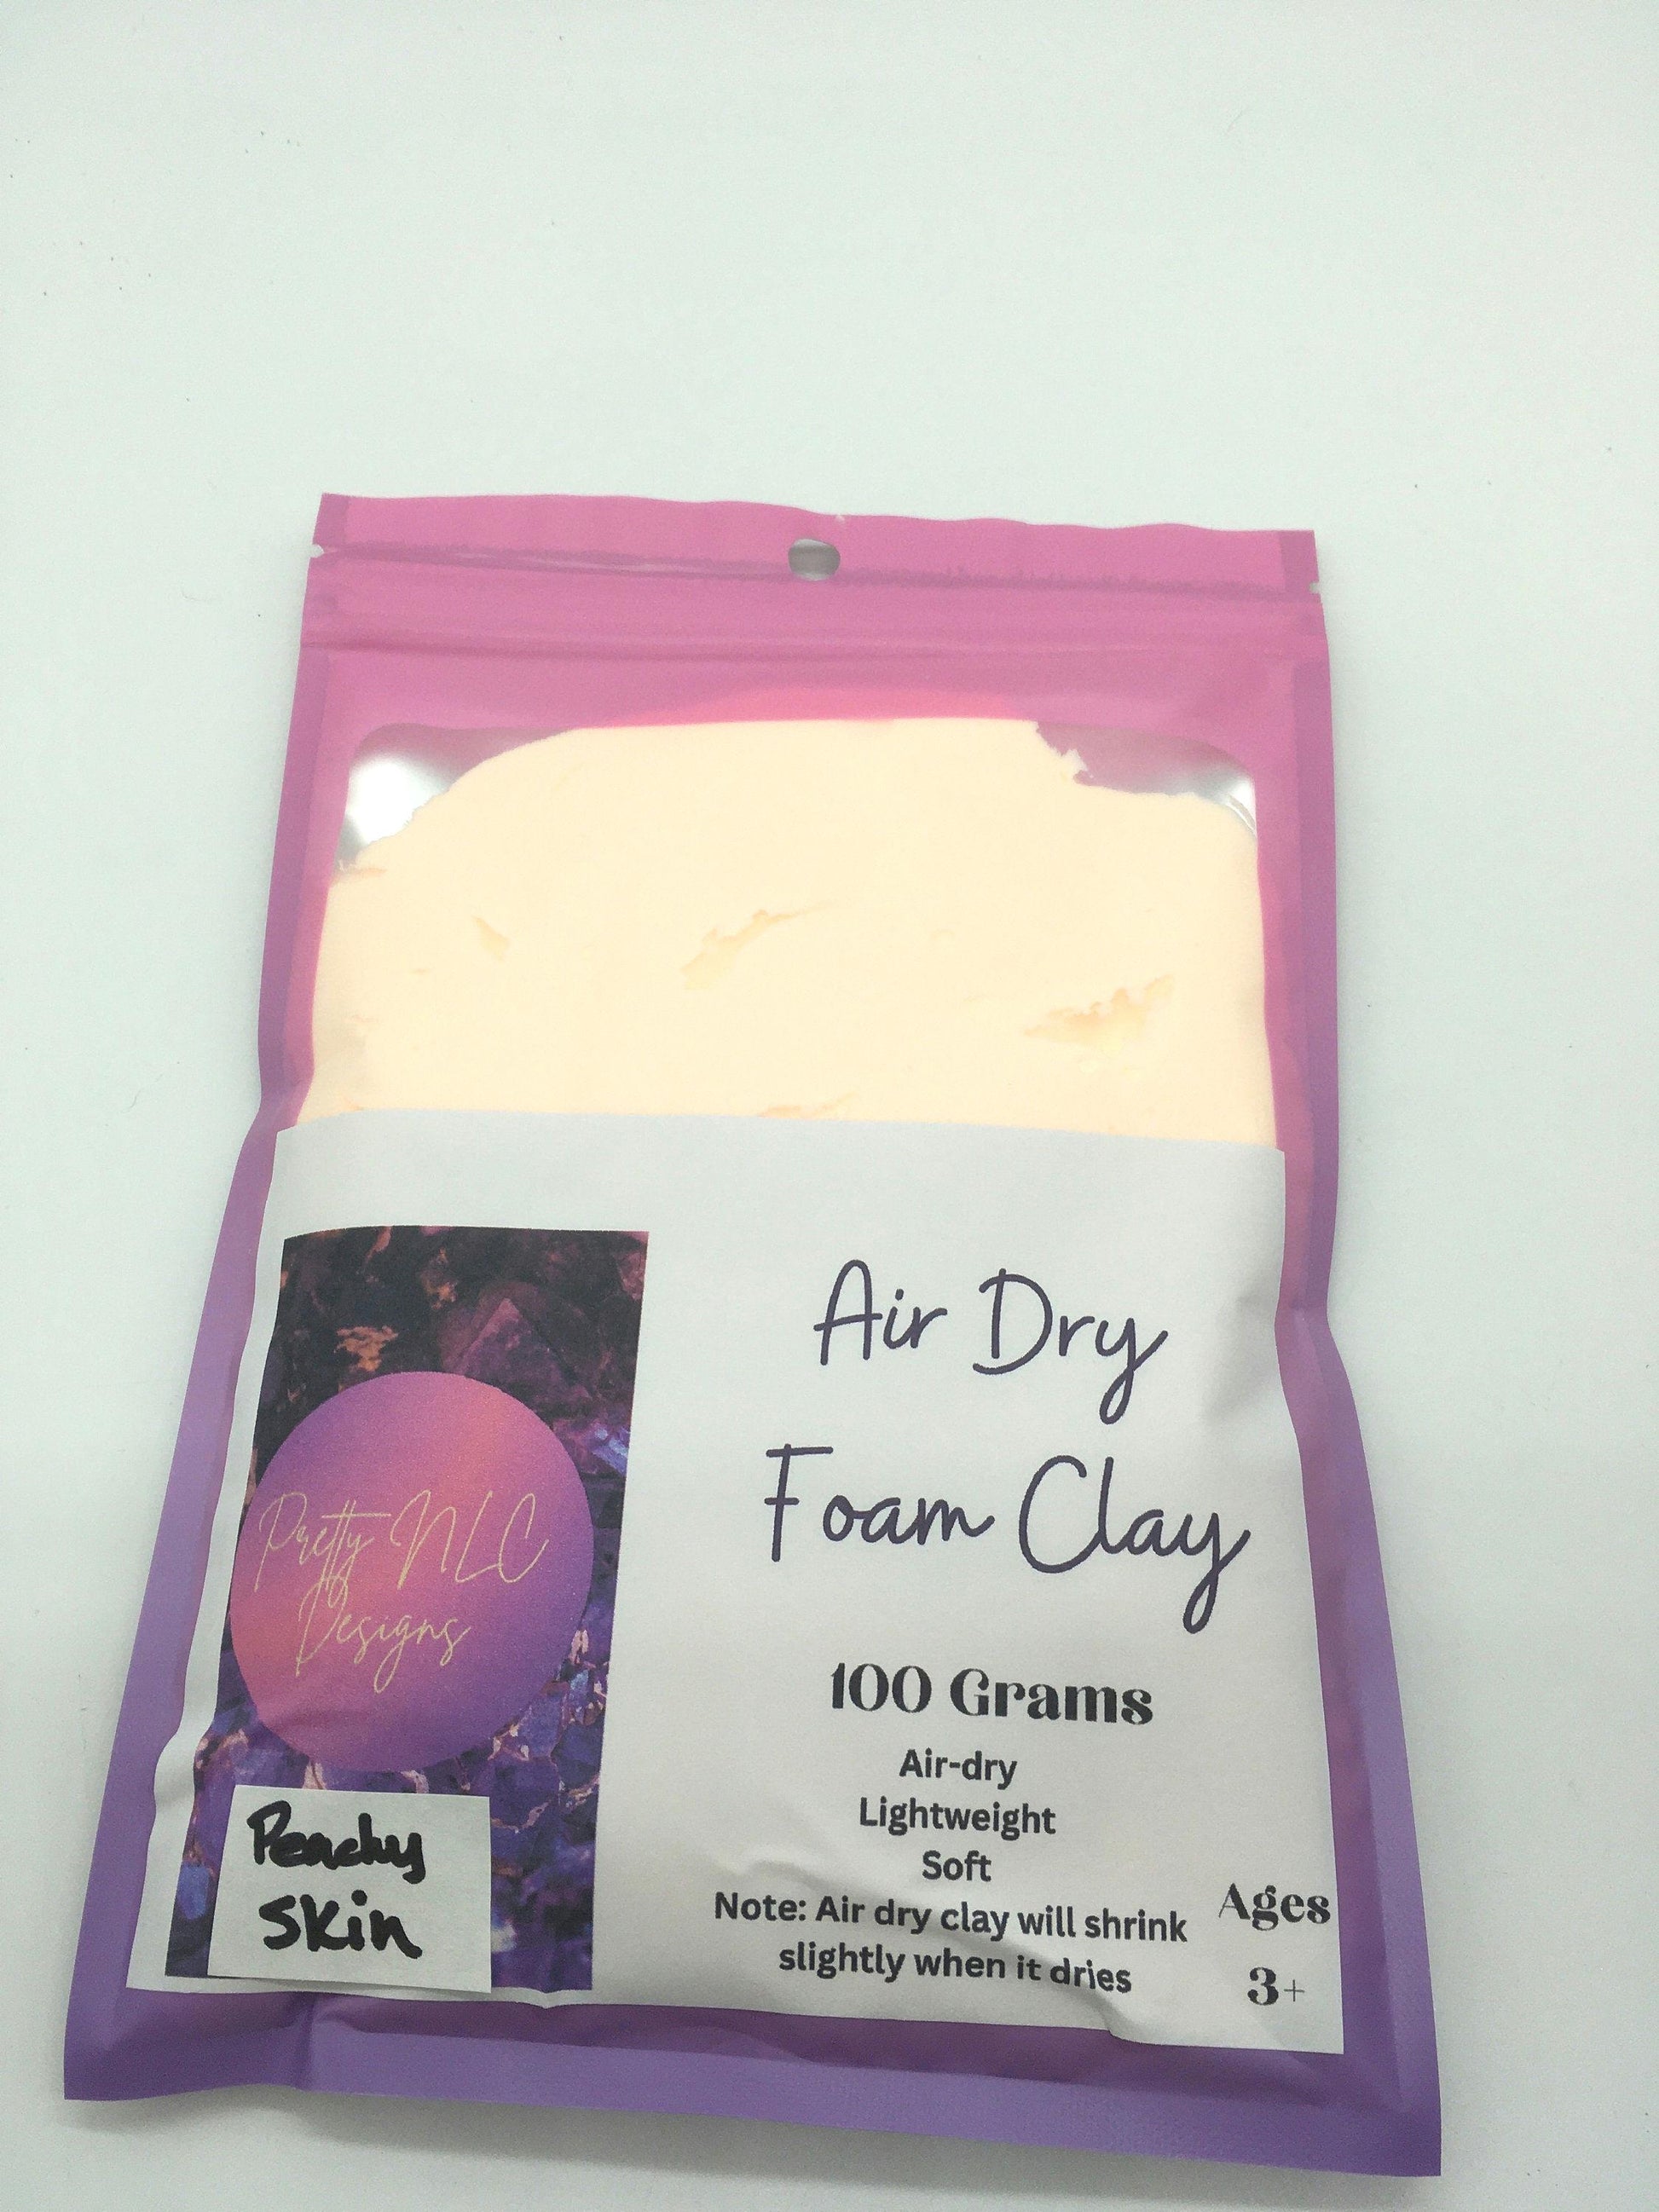 Air Dry
Foam Clay
Pretty NLC
Designs
100 Grams
Air-dry
Lightweight
Soft
Note: Air dry clay will shrink
slightly when it dries
Ages
3+
Peachy
Skin